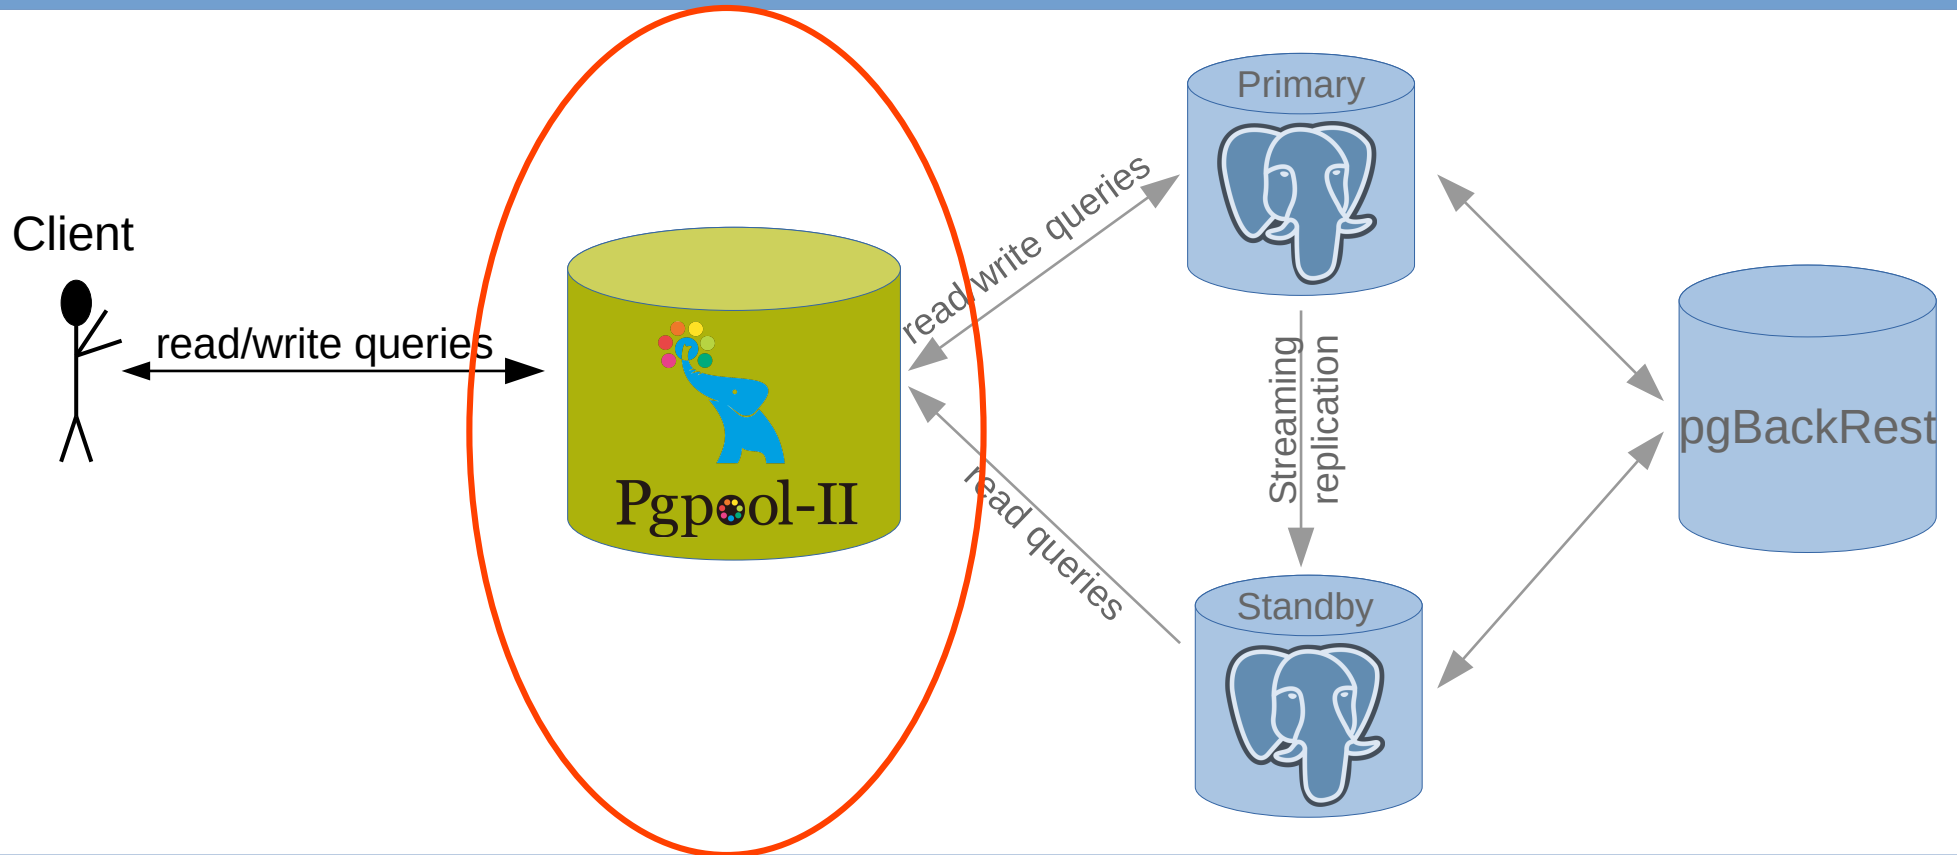 Client
read/write queries
Pgpool-II
read/write queries
read queries
Primary
Streaming
replication
Standby
pgBackRest